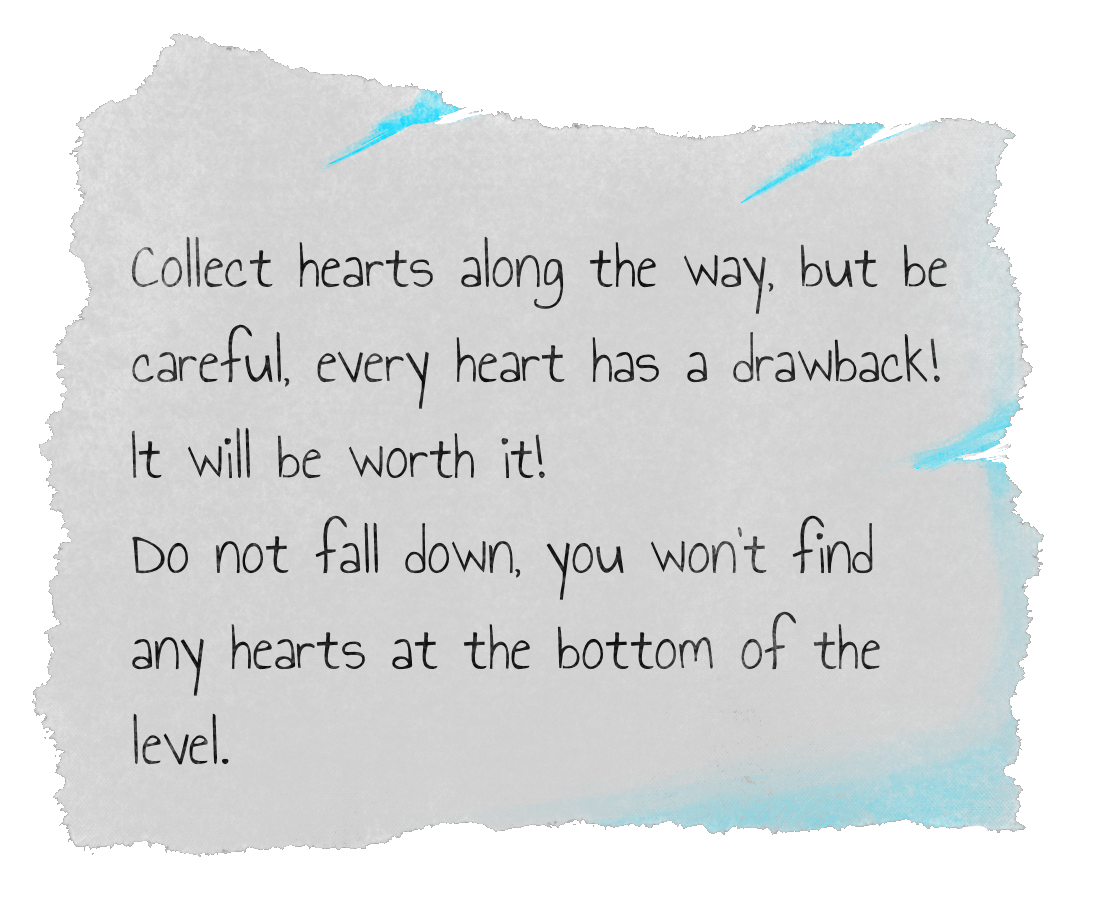 Collect hearts along the way, but be
careful, every heart has a drawback!
It will be worth it!
Do not fall down, you won't find
any hearts at the bottom of the
level.